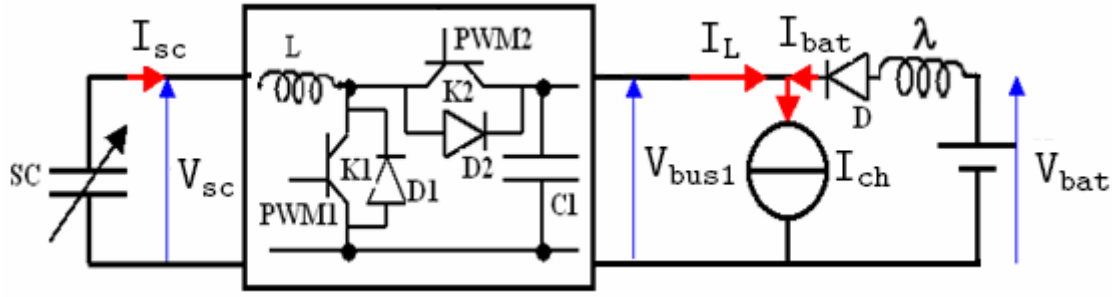 I_sc
L
PWM2
I_L
I_bat
λ
K2
D
SC
V_sc
K1
D1
D2
C1
V_bus1
I_ch
V_bat
PWM1